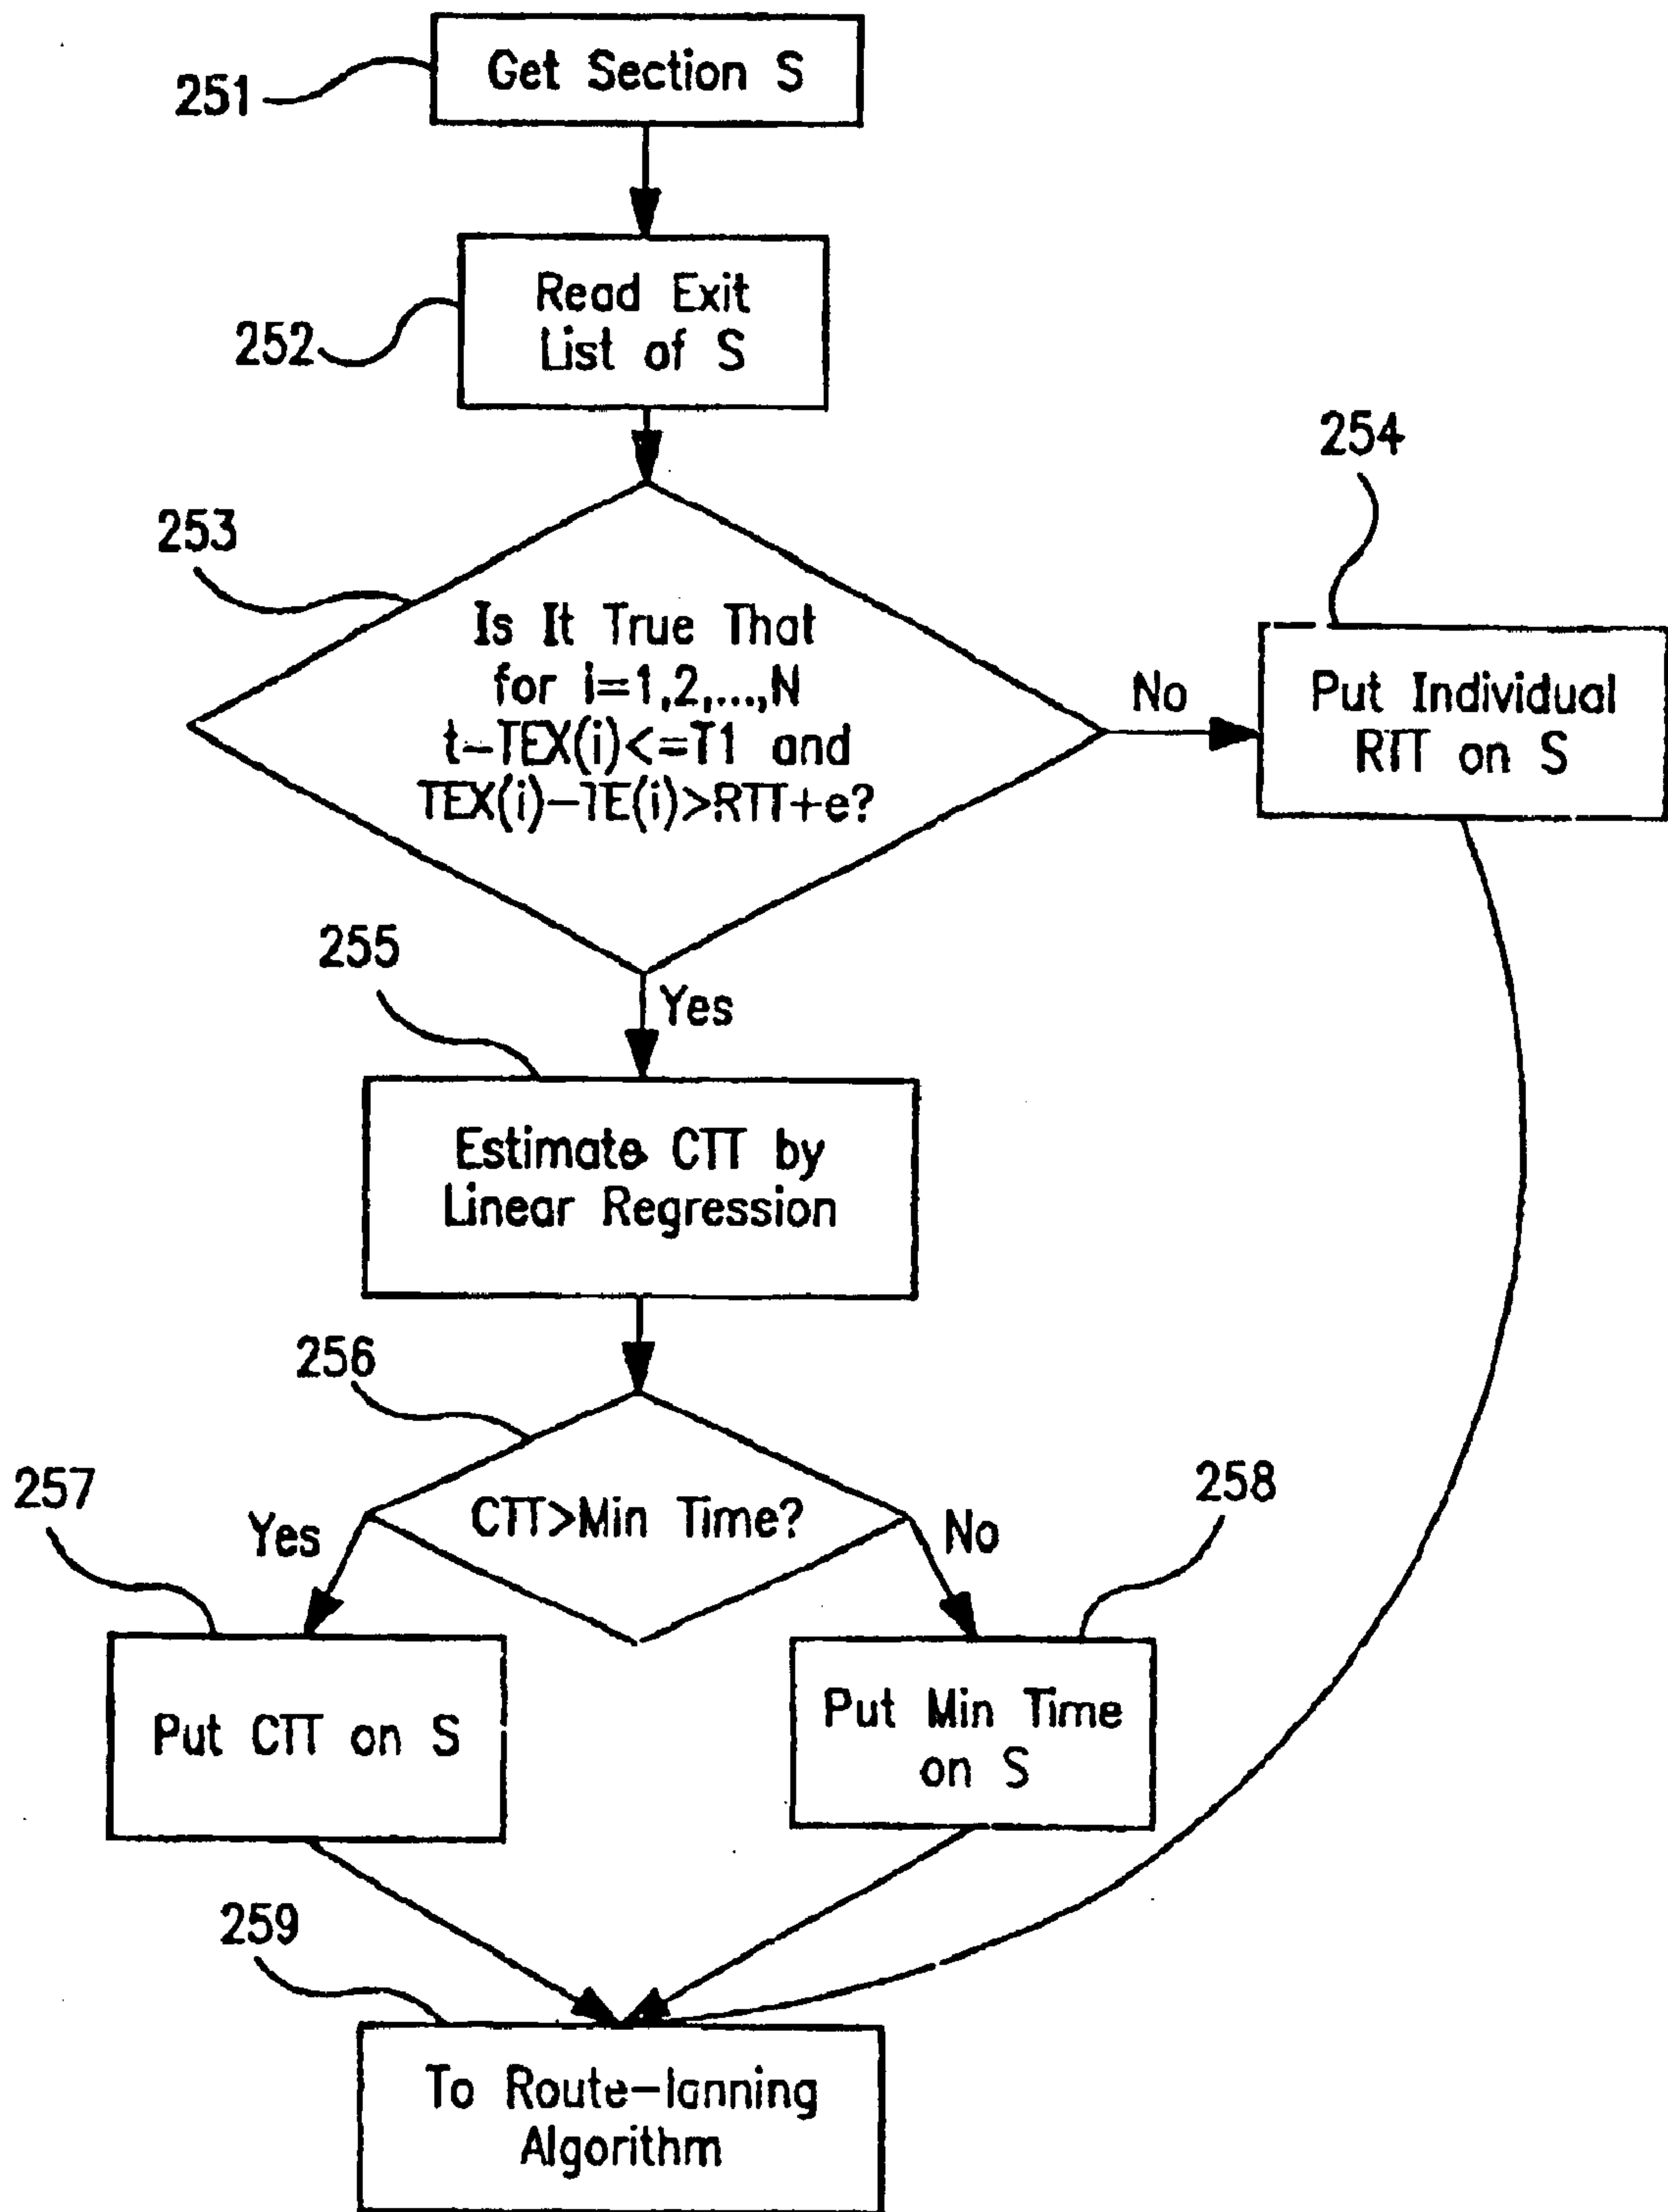 251
Get Section S
252
Read Exit
List of S
253
Is It True That
for i=1,2,...,N
t-TEX(i)<=T1 and
TEX(i)-TE(i)>RTT+e?
No
254
Put Individual
RTT on S
Yes
255
Estimate CTT by
Linear Regression
256
CTT>Min Time?
Yes
No
257
Put CTT on S
258
Put Min Time
on S
259
To Route-lanning
Algorithm